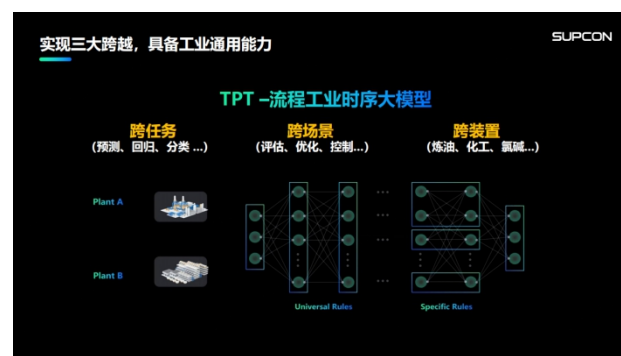 实现三大跨越，具备工业通用能力
SUPCON
TPT –流程工业时序大模型
跨任务
（预测、回归、分类 ...）
跨场景
（评估、优化、控制...）
跨装置
（炼油、化工、氯碱...）
Plant A
Plant B
Universal Rules
Specific Rules